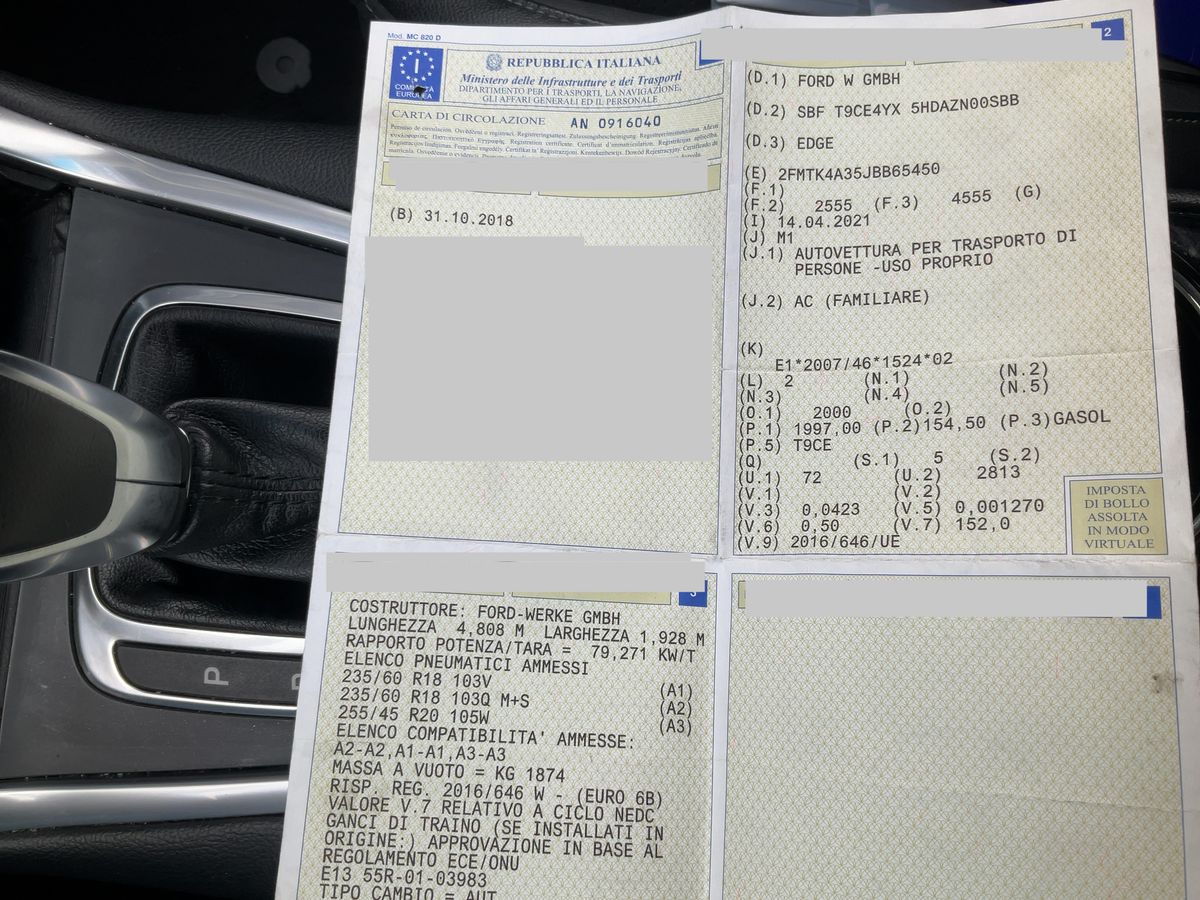 Mod. MC 820 D
I
COMUNITÀ
EUROPEA
REPUBBLICA ITALIANA
Ministero delle Infrastrutture e dei Trasporti
DIPARTIMENTO PER I TRASPORTI, LA NAVIGAZIONE,
GLI AFFARI GENERALI ED IL PERSONALE
CARTA DI CIRCOLAZIONE AN 0916040
(B) 31.10.2018
2
(D.1) FORD W GMBH
(D.2) SBF T9CE4YX 5HDAZN00SBB
(D.3) EDGE
(E) 2FMTK4A35JBB65450
(F.1)
(F.2) 2555 (F.3) 4555 (G)
(I) 14.04.2021
(J) M1
(J.1) AUTOVETTURA PER TRASPORTO DI
PERSONE -USO PROPRIO
(J.2) AC (FAMILIARE)
(K)
E1*2007/46*1524*02
(L) 2 (N.1) (N.2)
(N.3) (N.4) (N.5)
(O.1) 2000 (O.2)
(P.1) 1997,00 (P.2)154,50 (P.3)GASOL
(P.5) T9CE
(Q) (S.1) 5 (S.2)
(U.1) 72 (U.2) 2813
(V.1) (V.2)
(V.3) 0,0423 (V.5) 0,001270
(V.6) 0,50 (V.7) 152,0
(V.9) 2016/646/UE
IMPOSTA
DI BOLLO
ASSOLTA
IN MODO
VIRTUALE
COSTRUTTORE: FORD-WERKE GMBH
LUNGHEZZA 4,808 M LARGHEZZA 1,928 M
RAPPORTO POTENZA/TARA = 79,271 KW/T
ELENCO PNEUMATICI AMMESSI
235/60 R18 103V (A1)
235/60 R18 103Q M+S (A2)
255/45 R20 105W (A3)
ELENCO COMPATIBILITA' AMMESSE:
A2-A2,A1-A1,A3-A3
MASSA A VUOTO = KG 1874
RISP. REG. 2016/646 W - (EURO 6B)
VALORE V.7 RELATIVO A CICLO NEDC
GANCI DI TRAINO (SE INSTALLATI IN
ORIGINE:) APPROVAZIONE IN BASE AL
REGOLAMENTO ECE/ONU
E13 55R-01-03983
TIPO CAMBIO = AUT
P